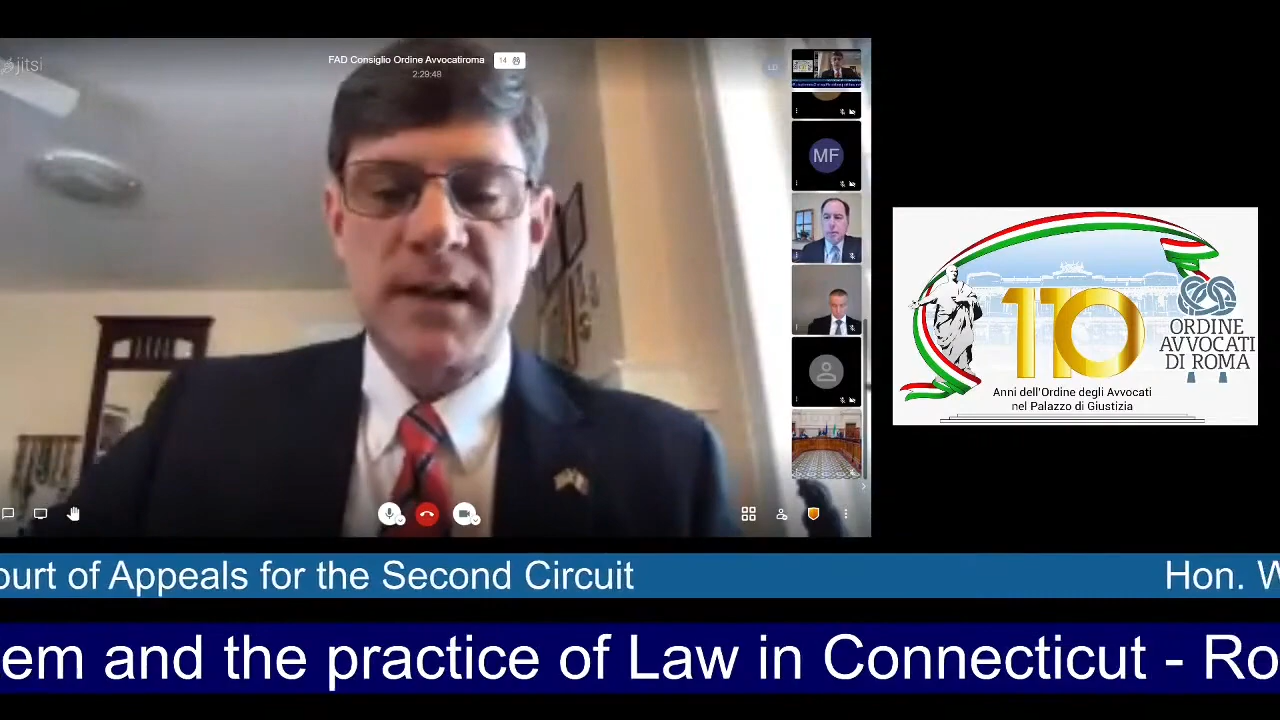 jitsi
FAD Consiglio Ordine Avvocatiroma
14
2:29:48
LD
MF
110
ORDINE
AVVOCATI
DI ROMA
Anni dell'Ordine degli Avvocati
nel Palazzo di Giustizia
ourt of Appeals for the Second Circuit
Hon. W
em and the practice of Law in Connecticut - Ro